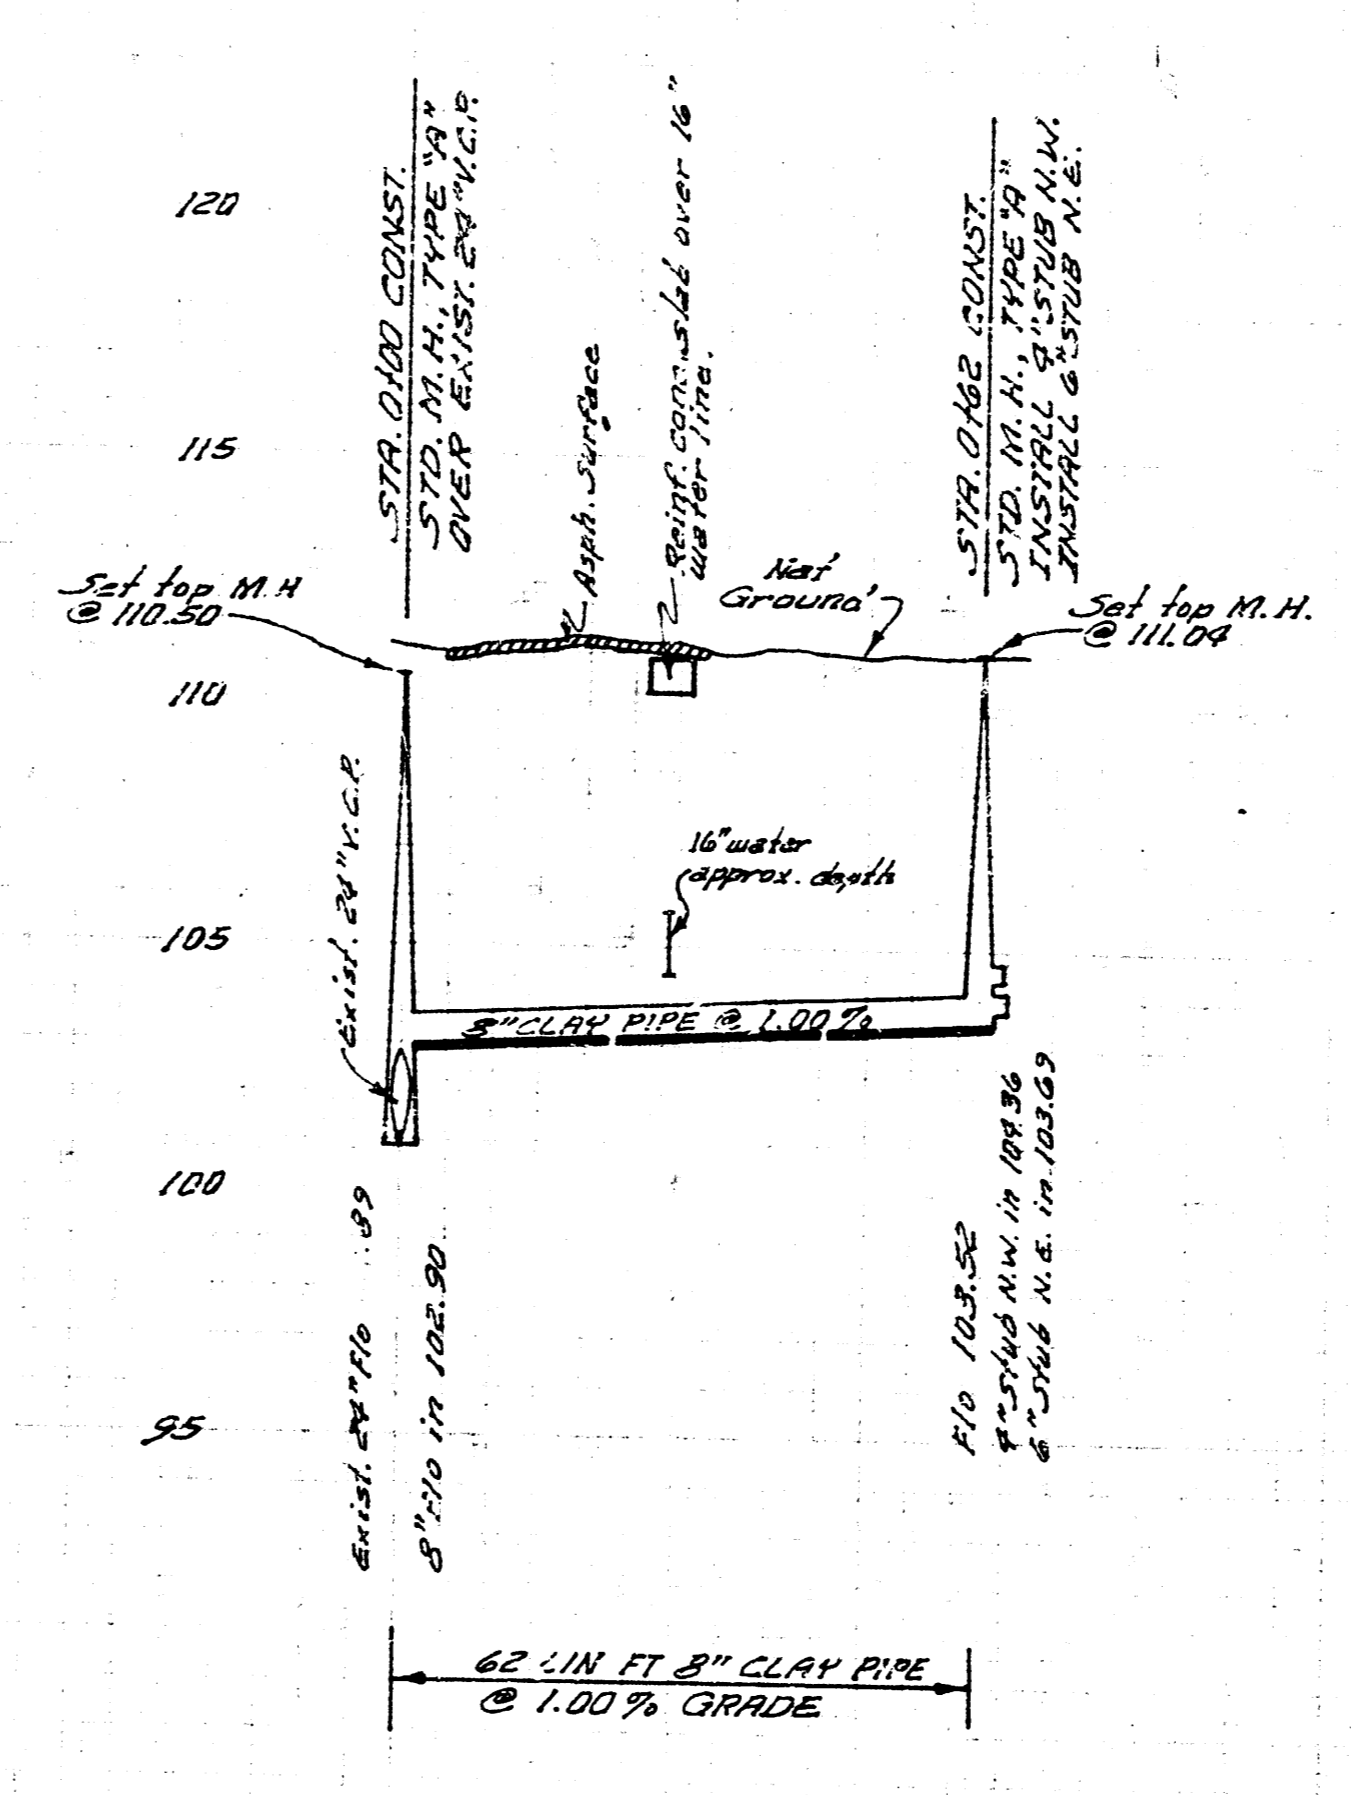 STA. 0+00 CONST.
STD. M.H., TYPE "A"
OVER EXIST. 24" V.C.P.
Asph. Surface
Reinf. conc. slab over 16"
water line.
STA. 0+62 CONST.
STD. M.H., TYPE "A"
INSTALL 4" STUB N.W.
INSTALL 6" STUB N.E.
120
115
110
105
100
95
Set top M.H
@ 110.50
Nat'
Ground
Set top M.H.
@ 111.04
Exist. 24" V.C.P.
16" water
approx. depth
8" CLAY PIPE @ 1.00%
Exist. 24" Flo .89
8" Flo in 102.90
Flo 103.52
4" Stub N.W. in 104.36
6" Stub N.E. in 103.69
62 LIN FT 8" CLAY PIPE
@ 1.00% GRADE